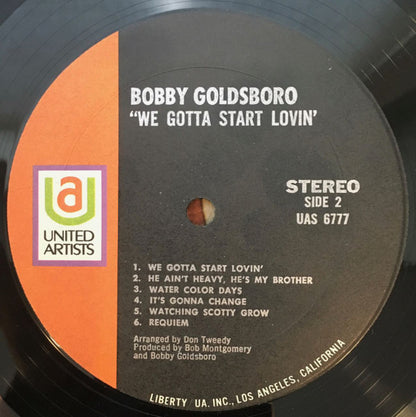 BOBBY GOLDSBORO
"WE GOTTA START LOVIN'
STEREO
SIDE 2
UAS 6777
UA
UNITED
ARTISTS
1. WE GOTTA START LOVIN'
2. HE AIN'T HEAVY, HE'S MY BROTHER
3. WATER COLOR DAYS
4. IT'S GONNA CHANGE
5. WATCHING SCOTTY GROW
6. REQUIEM
Arranged by Don Tweedy
Produced by Bob Montgomery
and Bobby Goldsboro
LIBERTY UA. INC., LOS ANGELES, CALIFORNIA